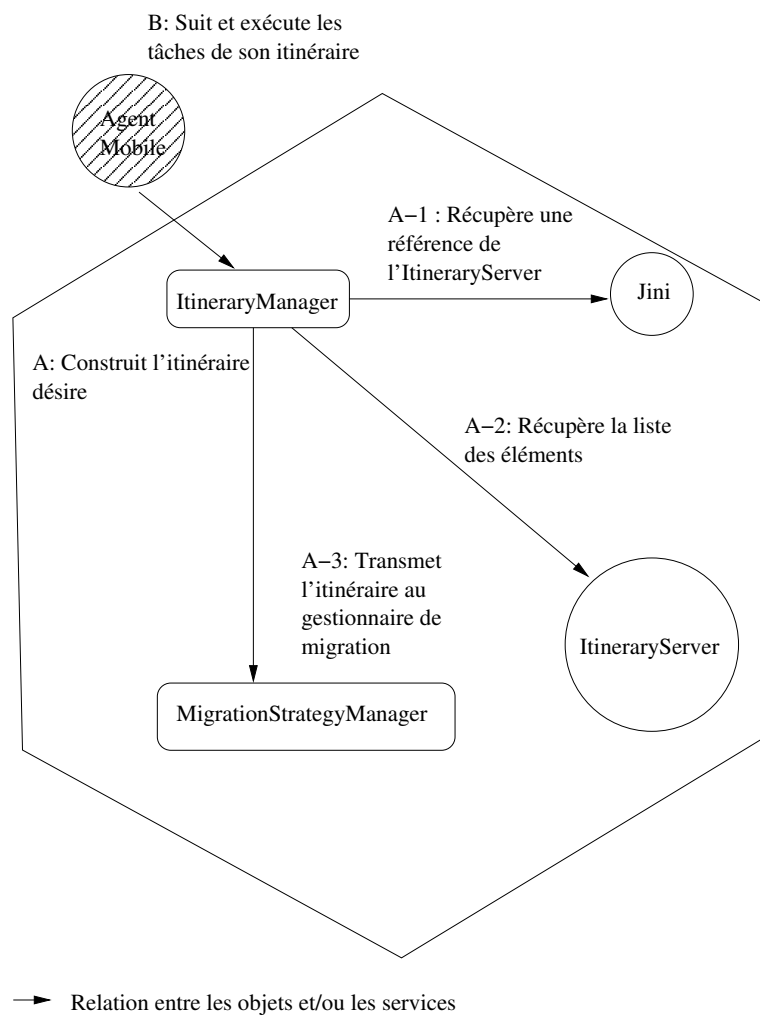 B: Suit et exécute les
tâches de son itinéraire
Agent
Mobile
A−1 : Récupère une
référence de
l’ItineraryServer
Jini
ItineraryManager
A: Construit l’itinéraire
désire
A−2: Récupère la liste
des éléments
A−3: Transmet
l’itinéraire au
gestionnaire de
migration
ItineraryServer
MigrationStrategyManager
Relation entre les objets et/ou les services